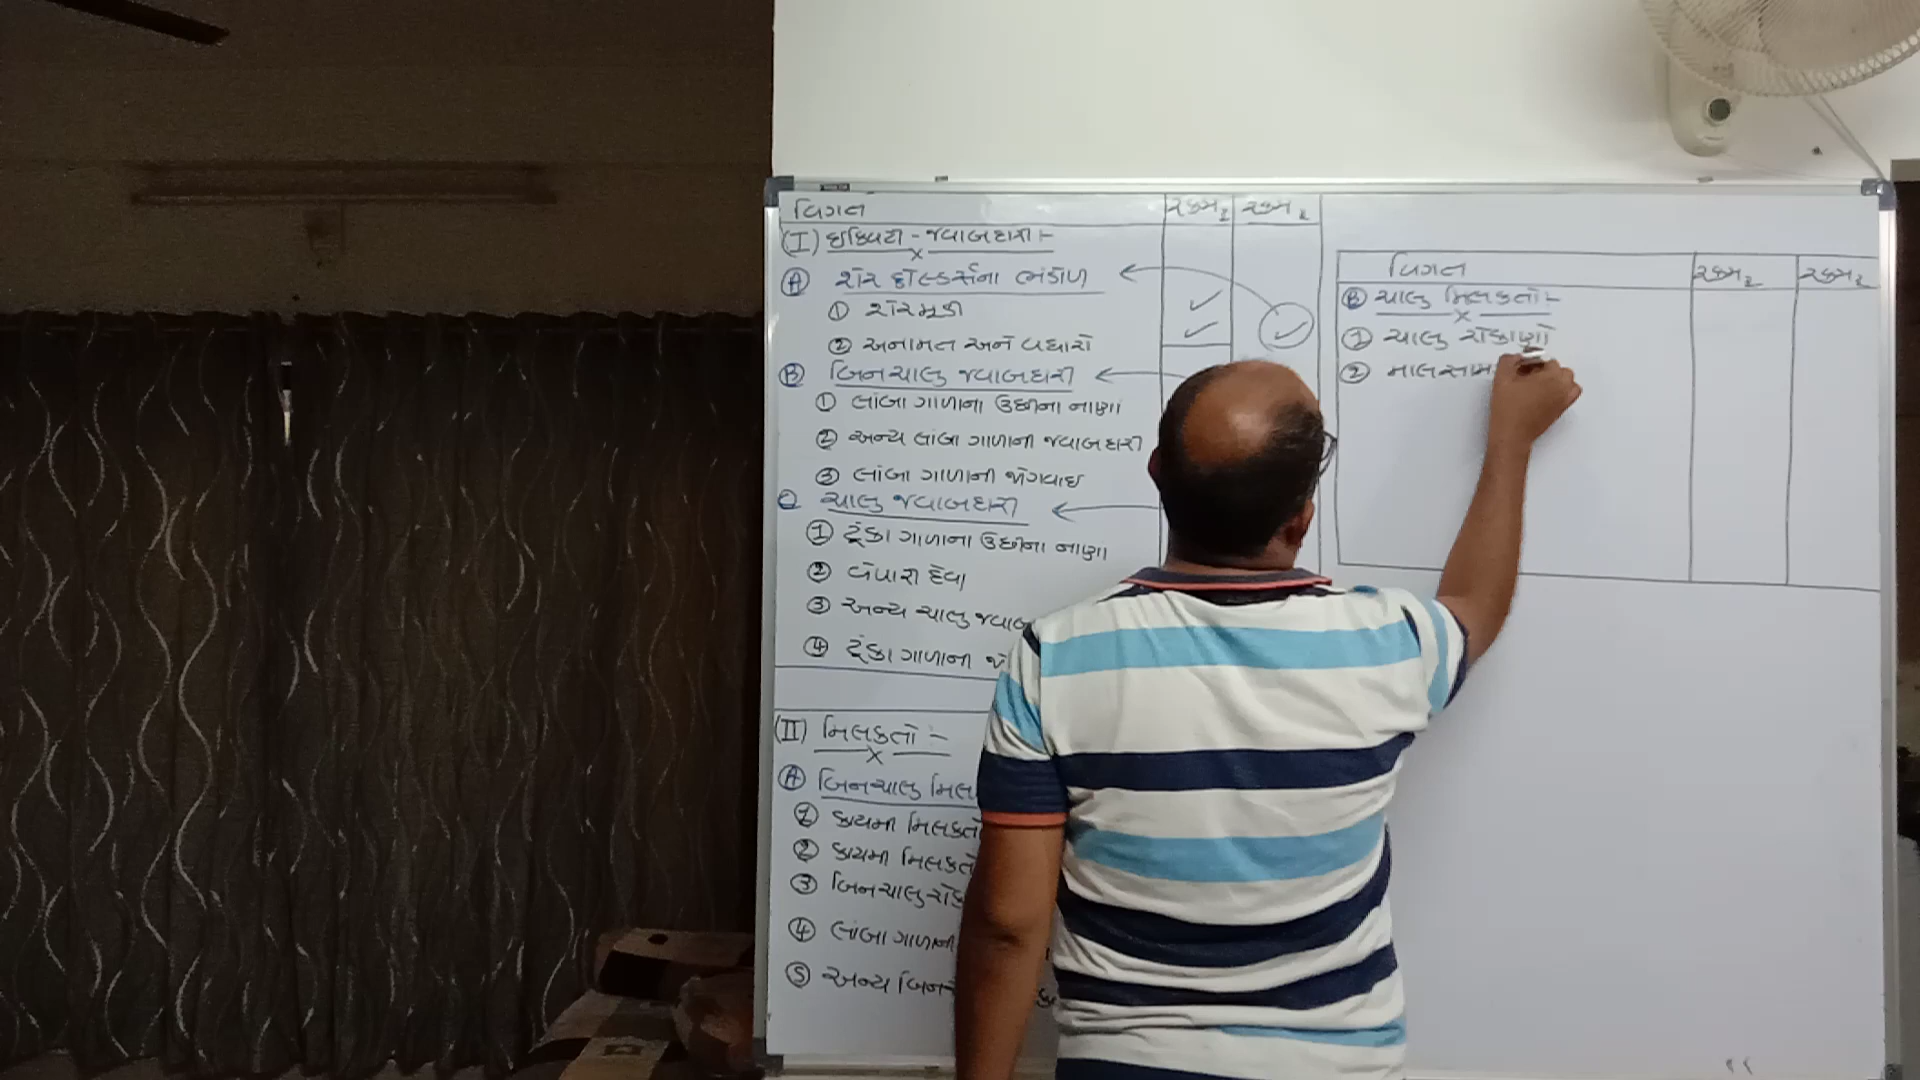 વિગત રકમ ₹ રકમ ₹
(I) ઇક્વિટી - જવાબદારી :-
(A) શેર હોલ્ડર્સના ભંડોળ
① શેરમૂડી
② અનામત અને વધારો
(B) બિનચાલુ જવાબદારી
① લાંબા ગાળાના ઉછીના નાણાં
② અન્ય લાંબા ગાળાની જવાબદારી
③ લાંબા ગાળાની જોગવાઇ
C ચાલુ જવાબદારી
① ટૂંકા ગાળાના ઉછીના નાણાં
② વેપારી દેવા
③ અન્ય ચાલુ જવાબ
④ ટૂંકા ગાળાની જો
(II) મિલકતો :-
(A) બિનચાલુ મિલ
① કાયમી મિલકતો
② કાયમી મિલકતો
③ બિનચાલુ રોક
④ લાંબા ગાળાની
⑤ અન્ય બિન
વિગત રકમ ₹ રકમ ₹
(B) ચાલુ મિલકતો :-
① ચાલુ રોકાણો
② માલસામ